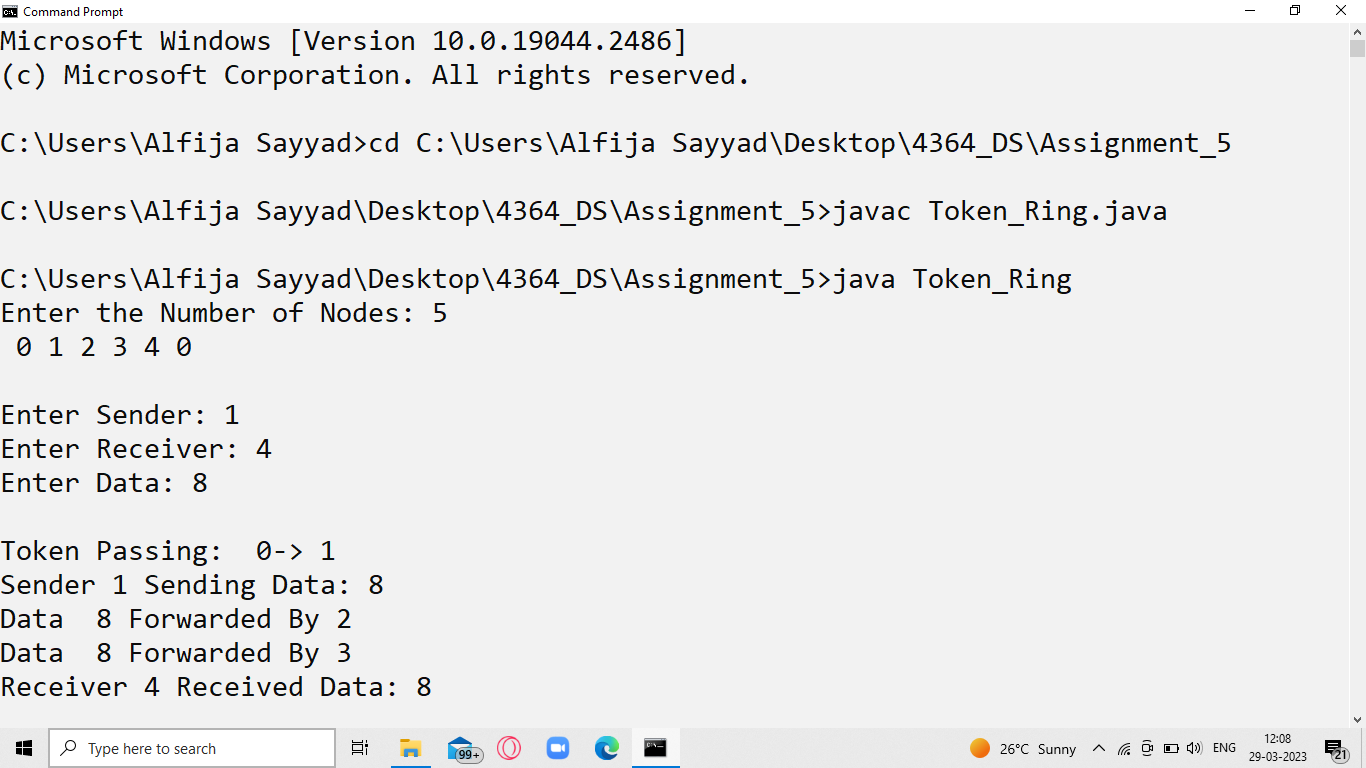 Command Prompt
Microsoft Windows [Version 10.0.19044.2486]
(c) Microsoft Corporation. All rights reserved.
C:\Users\Alfija Sayyad>cd C:\Users\Alfija Sayyad\Desktop\4364_DS\Assignment_5
C:\Users\Alfija Sayyad\Desktop\4364_DS\Assignment_5>javac Token_Ring.java
C:\Users\Alfija Sayyad\Desktop\4364_DS\Assignment_5>java Token_Ring
Enter the Number of Nodes: 5
0 1 2 3 4 0
Enter Sender: 1
Enter Receiver: 4
Enter Data: 8
Token Passing:  0-> 1
Sender 1 Sending Data: 8
Data  8 Forwarded By 2
Data  8 Forwarded By 3
Receiver 4 Received Data: 8
Type here to search
99+
26°C Sunny
ENG
12:08
29-03-2023
21